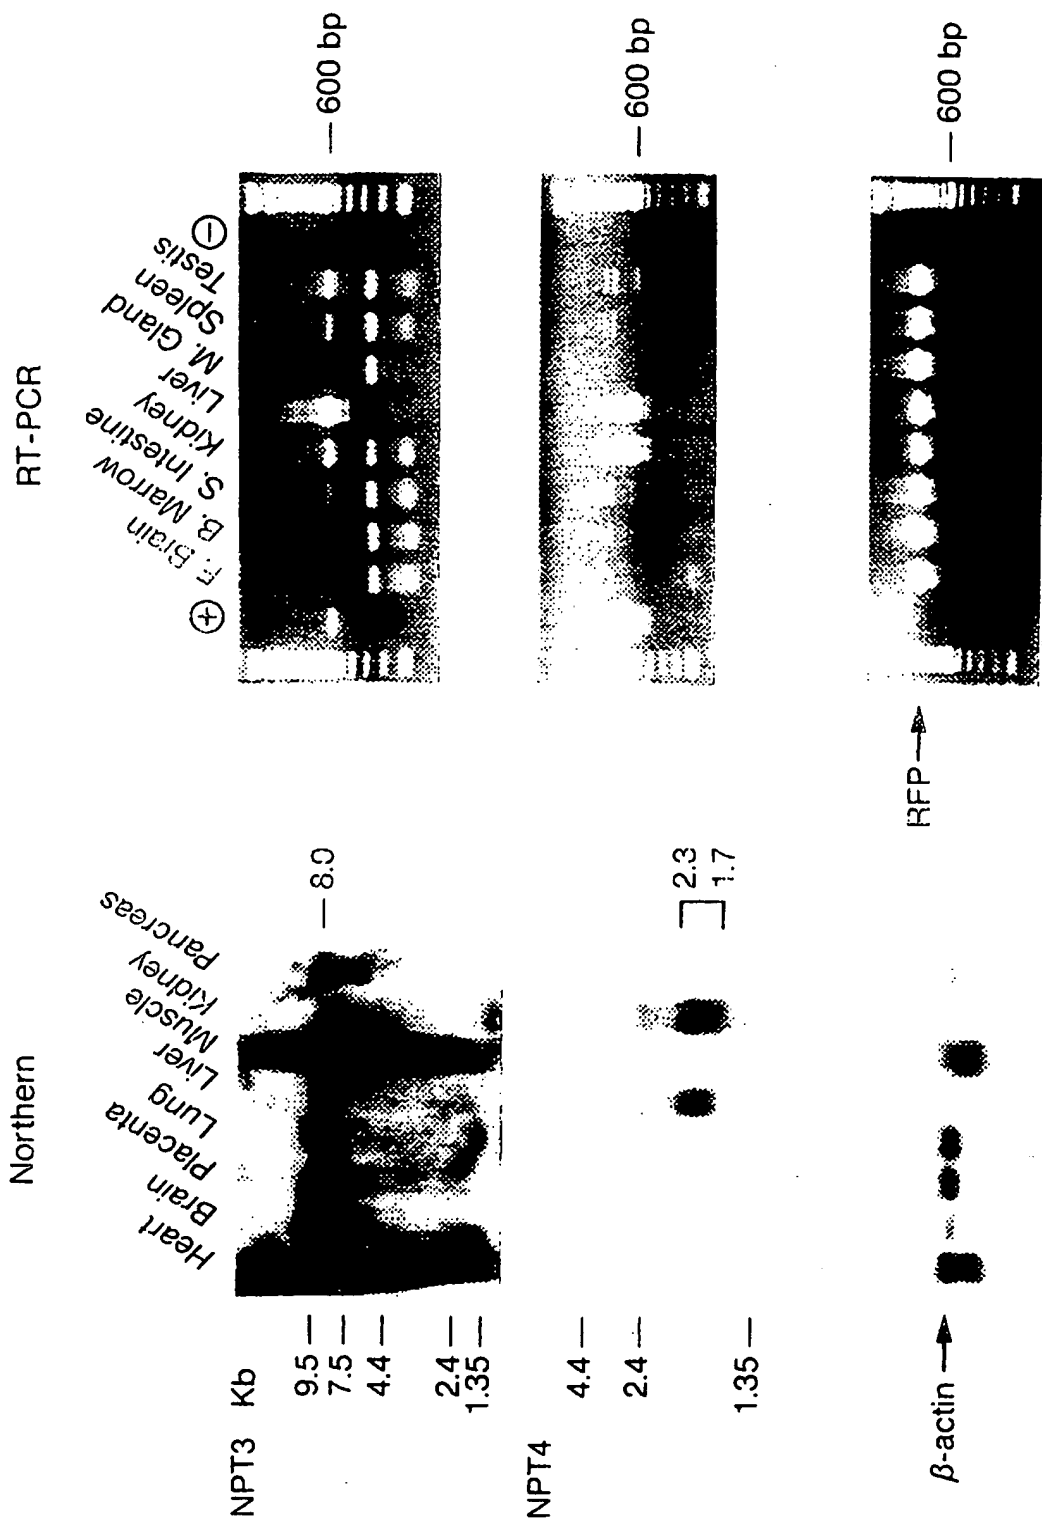 Northern
RT-PCR
Heart
Brain
Placenta
Lung
Liver
Muscle
Kidney
Pancreas
⊕
F. Brain
B. Marrow
S. Intestine
Kidney
Liver
M. Gland
Spleen
Testis
⊖
NPT3
Kb
9.5 —
7.5 —
4.4 —
2.4 —
1.35 —
— 8.0
— 600 bp
NPT4
4.4 —
2.4 —
1.35 —
2.3
1.7
— 600 bp
β-actin →
RFP →
— 600 bp